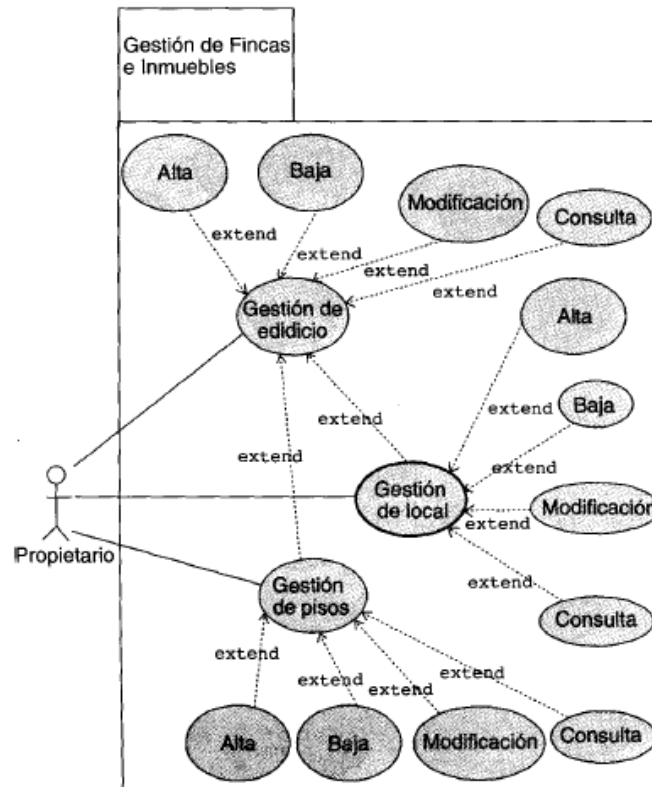 Gestión de Fincas
e Inmuebles
Alta
Baja
Modificación
Consulta
extend
extend
extend
extend
Gestión de
edidicio
Alta
extend
extend
Baja
extend
extend
Gestión
de local
Modificación
extend
Propietario
Gestión
de pisos
extend
Consulta
extend
extend
extend
extend
Alta
Baja
Modificación
Consulta